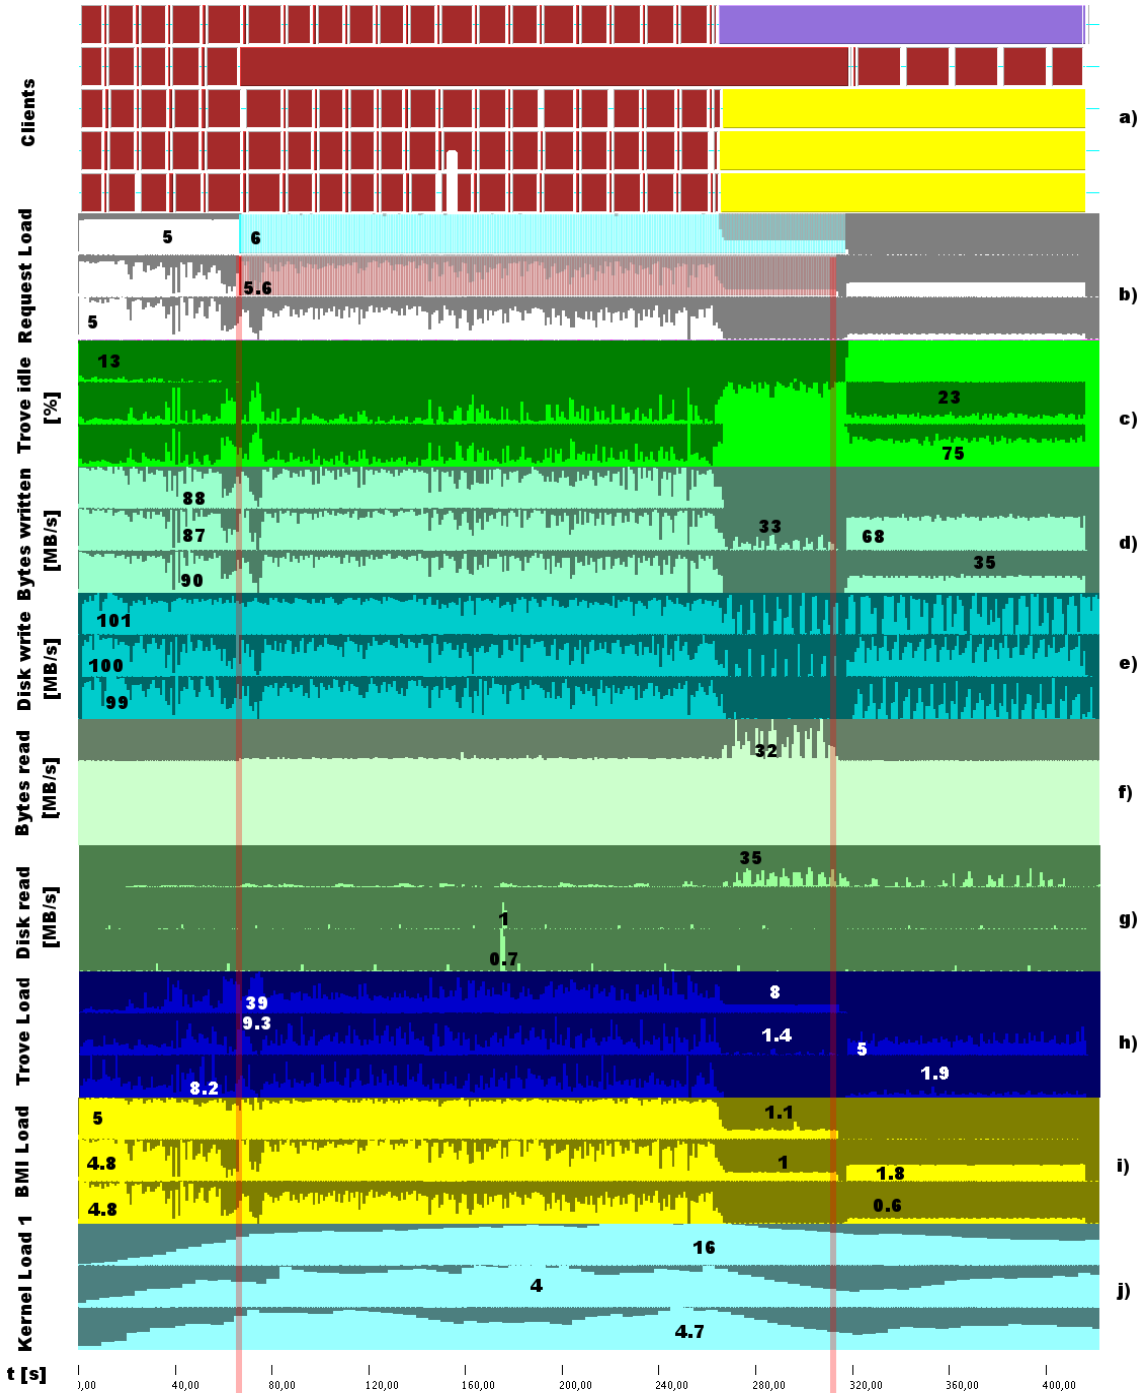 Clients
a)
Request Load
5
6
5.6
5
b)
Trove idle
[%]
13
23
75
c)
Bytes written
[MB/s]
88
87
90
33
68
35
d)
Disk write
[MB/s]
101
100
99
e)
Bytes read
[MB/s]
32
f)
Disk read
[MB/s]
35
1
0.7
g)
Trove Load
39
9.3
8.2
8
1.4
5
1.9
h)
BMI Load
5
4.8
4.8
1.1
1
1.8
0.6
i)
Kernel Load 1
16
4
4.7
j)
t [s]
),00 40,00 80,00 120,00 160,00 200,00 240,00 280,00 320,00 360,00 400,00